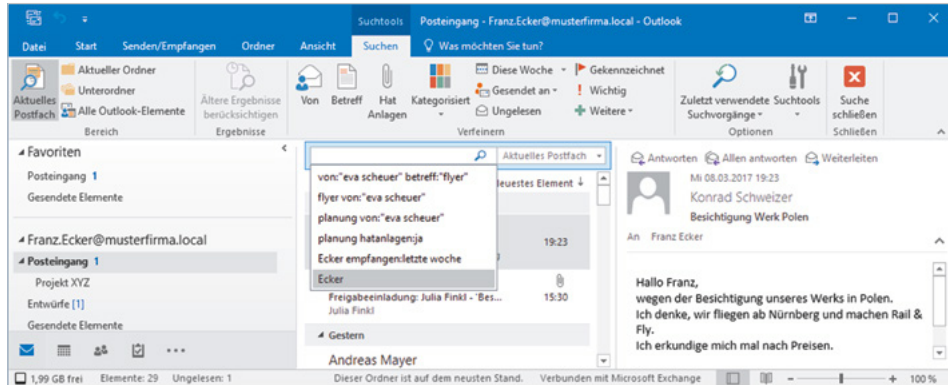 Suchtools Posteingang - Franz.Ecker@musterfirma.local - Outlook
Datei Start Senden/Empfangen Ordner Ansicht Suchen Was möchten Sie tun?
Aktuelles Postfach
Aktueller Ordner
Unterordner
Alle Outlook-Elemente
Bereich
Ältere Ergebnisse berücksichtigen
Ergebnisse
Von
Betreff
Hat Anlagen
Kategorisiert
Diese Woche
Gesendet an
Ungelesen
Gekennzeichnet
Wichtig
Weitere
Verfeinern
Zuletzt verwendete Suchvorgänge
Suchtools
Optionen
Suche schließen
Schließen
Favoriten
Posteingang 1
Gesendete Elemente
Franz.Ecker@musterfirma.local
Posteingang 1
Projekt XYZ
Entwürfe [1]
Gesendete Elemente
Aktuelles Postfach
von:"eva scheuer" betreff:"flyer"
flyer von:"eva scheuer"
planung von:"eva scheuer"
planung hatanlagen:ja
Ecker empfangen:letzte woche
Ecker
Element
19:23
Freigabeeinladung: Julia Finkl - 'Bes... 15:30
Julia Finkl
Gestern
Andreas Mayer
Antworten Allen antworten Weiterleiten
Mi 08.03.2017 19:23
Konrad Schweizer
Besichtigung Werk Polen
An Franz Ecker
Hallo Franz,
wegen der Besichtigung unseres Werks in Polen.
Ich denke, wir fliegen ab Nürnberg und machen Rail &
Fly.
Ich erkundige mich mal nach Preisen.
1,99 GB frei Elemente: 29 Ungelesen: 1 Dieser Ordner ist auf dem neusten Stand. Verbunden mit Microsoft Exchange 100 %